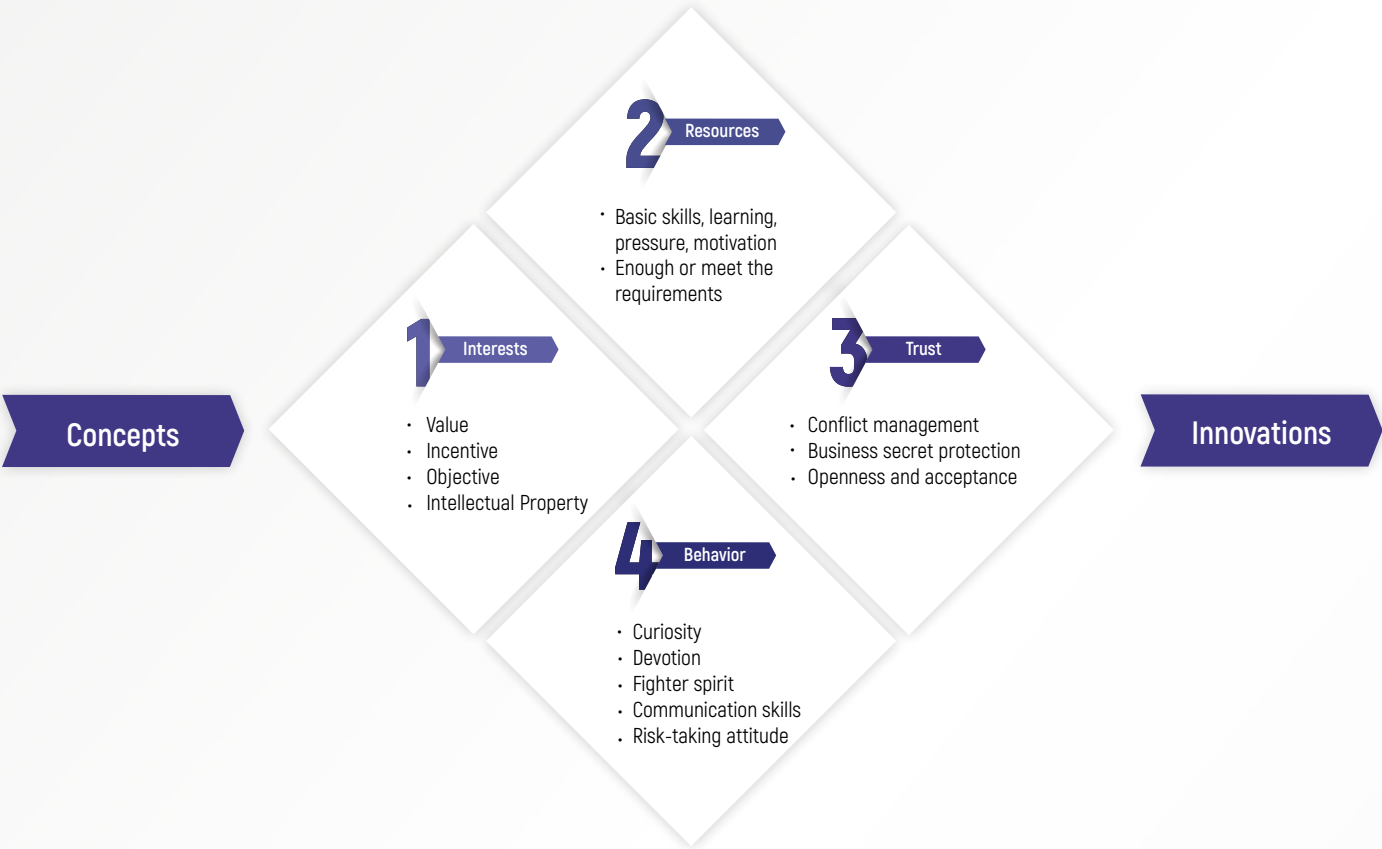 Concepts
1
Interests
• Value
• Incentive
• Objective
• Intellectual Property
2
Resources
• Basic skills, learning,
pressure, motivation
• Enough or meet the
requirements
3
Trust
• Conflict management
• Business secret protection
• Openness and acceptance
4
Behavior
• Curiosity
• Devotion
• Fighter spirit
• Communication skills
• Risk-taking attitude
Innovations